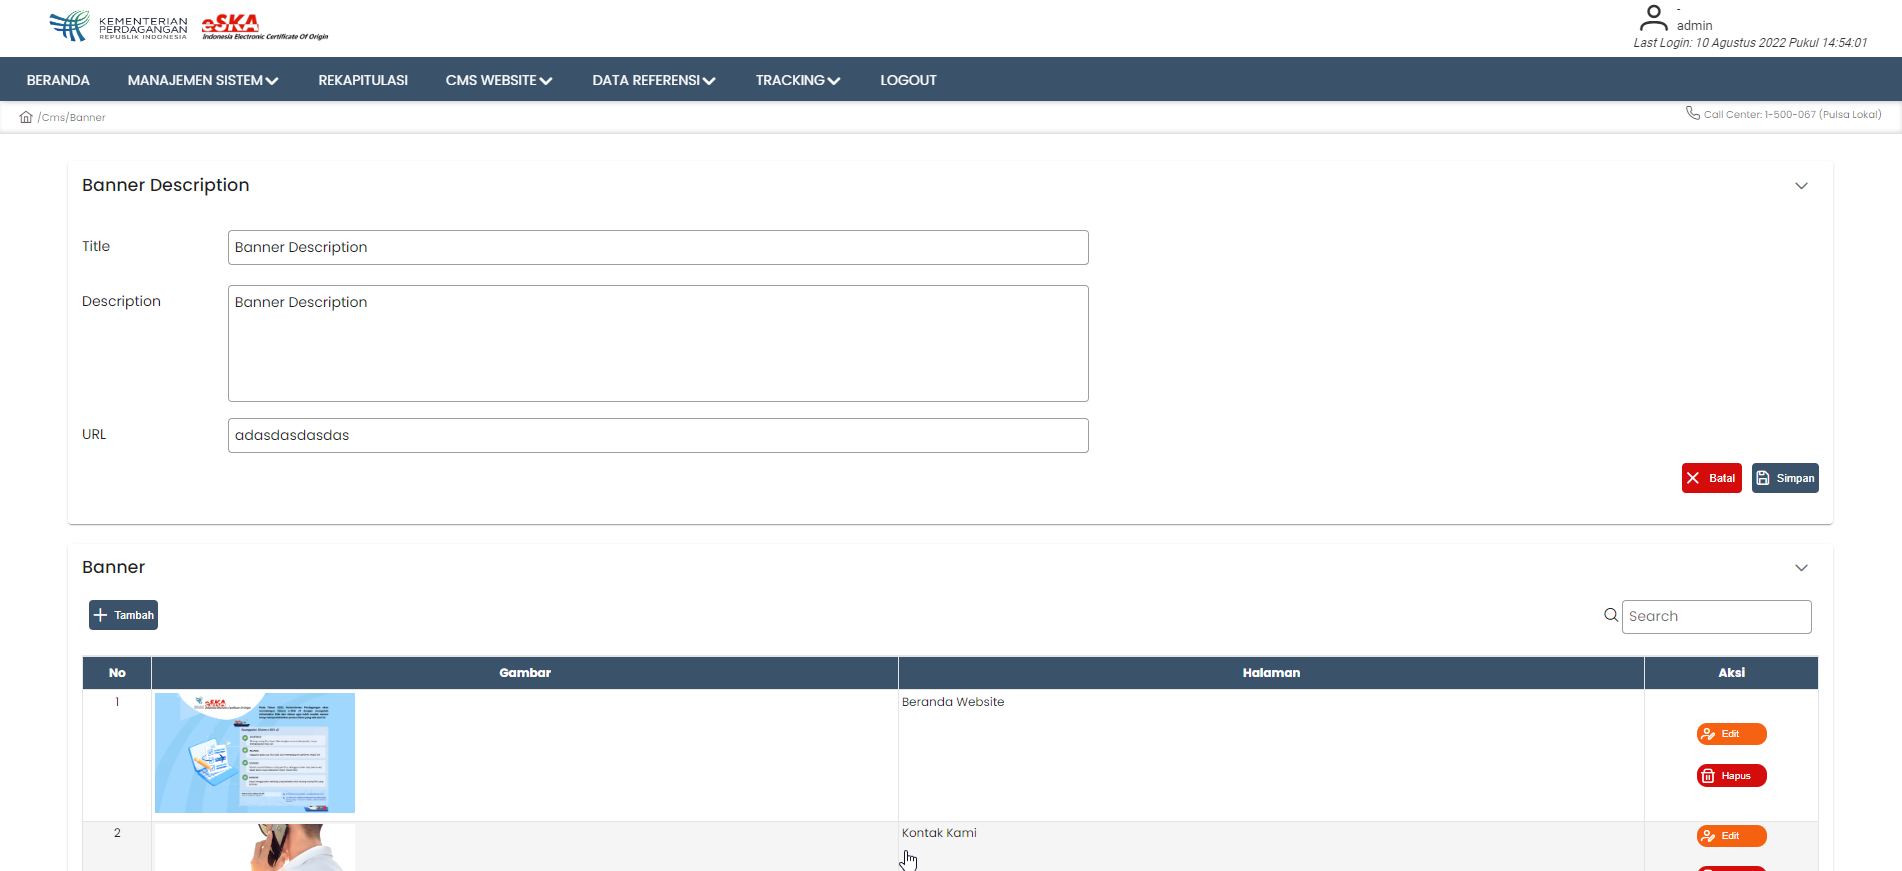 KEMENTERIAN
PERDAGANGAN
REPUBLIK INDONESIA
eSKA
Indonesia Electronic Certificate Of Origin
-
admin
Last Login: 10 Agustus 2022 Pukul 14:54:01
BERANDA MANAJEMEN SISTEM REKAPITULASI CMS WEBSITE DATA REFERENSI TRACKING LOGOUT
/Cms/Banner
Call Center: 1-500-067 (Pulsa Lokal)
Banner Description
Title Banner Description
Description Banner Description
URL adasdasdasdas
Batal Simpan
Banner
Tambah Search
No Gambar Halaman Aksi
1 Beranda Website
eSKA
Edit
Hapus
2 Kontak Kami Edit